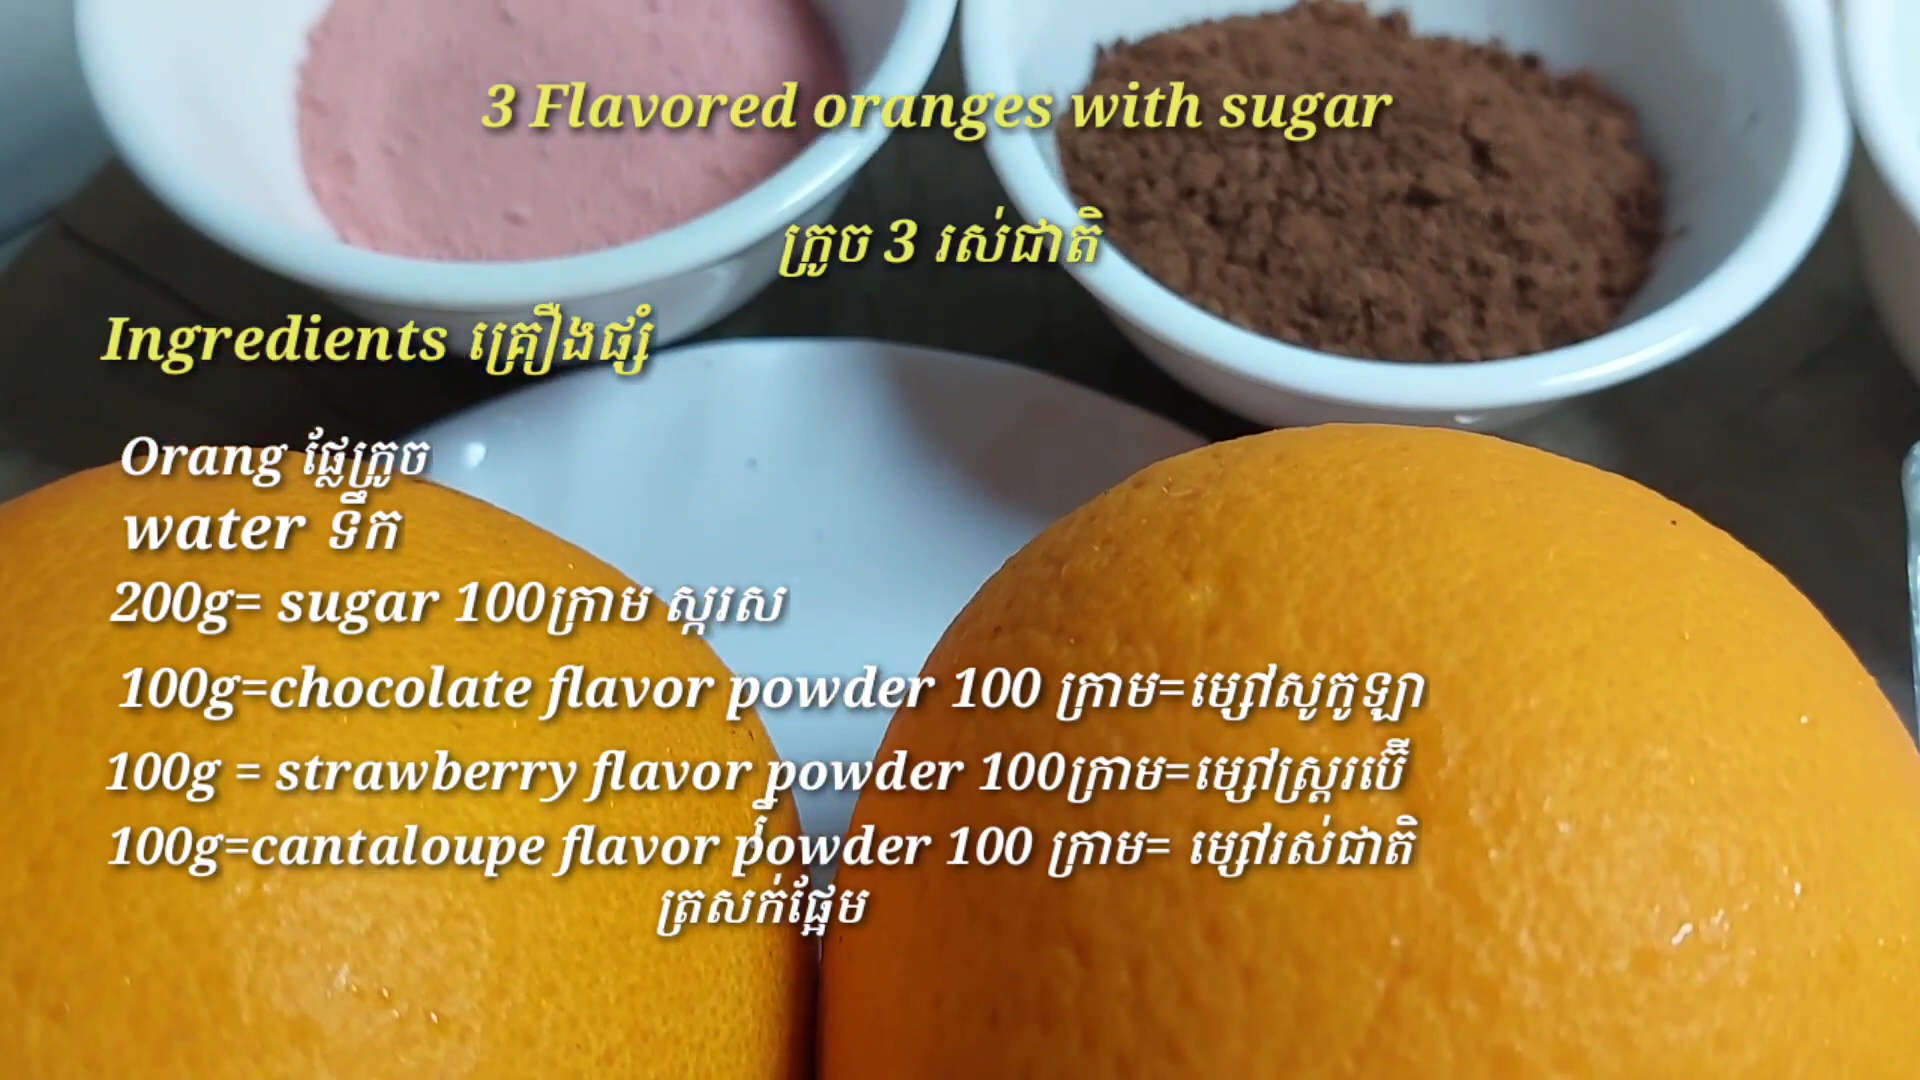 3 Flavored oranges with sugar
ក្រូច 3 រស់ជាតិ
Ingredients គ្រឿងផ្សំ
Orang ផ្លែក្រូច
water ទឹក
200g= sugar 100ក្រាម ស្ករស
100g=chocolate flavor powder 100 ក្រាម=ម្សៅសូកូឡា
100g = strawberry flavor powder 100ក្រាម=ម្សៅស្ត្រប៊េរី
100g=cantaloupe flavor powder 100 ក្រាម= ម្សៅរស់ជាតិ
ត្រសក់ផ្អែម